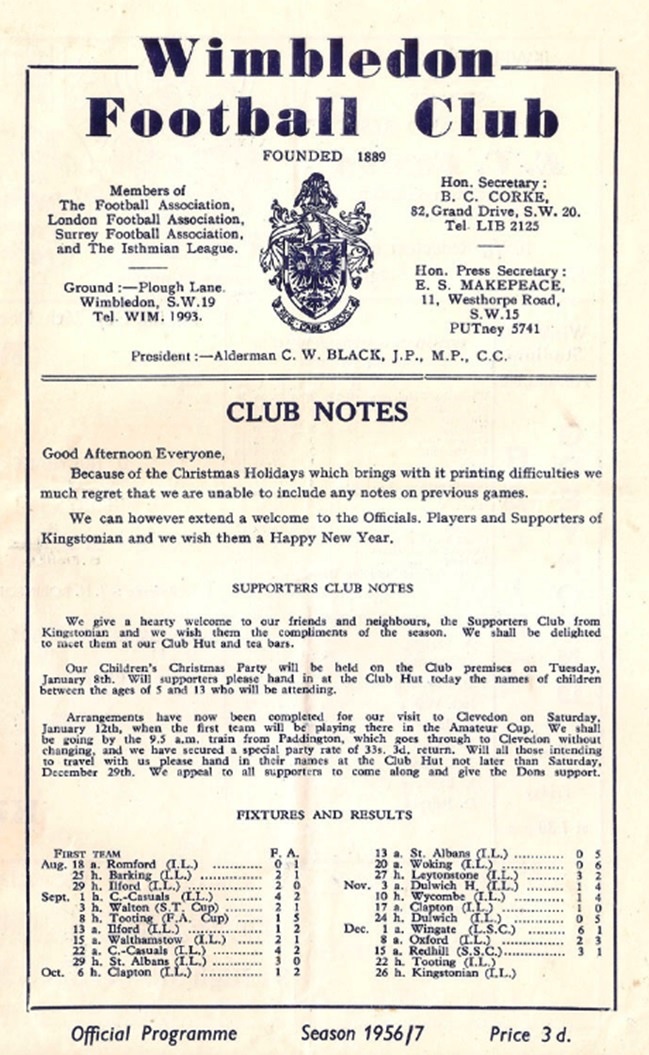 Wimbledon
Football Club
FOUNDED 1889
Members of
The Football Association,
London Football Association,
Surrey Football Association,
and The Isthmian League.
Ground :—Plough Lane.
Wimbledon, S.W.19
Tel. WIM. 1993.
Hon. Secretary :
B. C. CORKE,
82, Grand Drive, S.W. 20.
Tel. LIB 2125
Hon. Press Secretary :
E. S. MAKEPEACE,
11, Westhorpe Road,
S.W.15
PUTney 5741
President :—Alderman C. W. BLACK, J.P., M.P., C.C.
CLUB NOTES
Good Afternoon Everyone,
Because of the Christmas Holidays which brings with it printing difficulties we
much regret that we are unable to include any notes on previous games.
We can however extend a welcome to the Officials. Players and Supporters of
Kingstonian and we wish them a Happy New Year.
SUPPORTERS CLUB NOTES
We give a hearty welcome to our friends and neighbours, the Supporters Club from
Kingstonian and we wish them the compliments of the season. We shall be delighted
to meet them at our Club Hut and tea bars.
Our Children's Christmas Party will be held on the Club premises on Tuesday,
January 8th. Will supporters please hand in at the Club Hut today the names of children
between the ages of 5 and 13 who will be attending.
Arrangements have now been completed for our visit to Clevedon on Saturday,
January 12th, when the first team will be playing there in the Amateur Cup. We shall
be going by the 9.5 a.m. train from Paddington, which goes through to Clevedon without
changing, and we have secured a special party rate of 33s. 3d. return. Will all those intending
to travel with us please hand in their names at the Club Hut not later than Saturday,
December 29th. We appeal to all supporters to come along and give the Dons support.
FIXTURES AND RESULTS
FIRST TEAM F. A.
Aug. 18 a. Romford (I.L.) ............ 0 1
25 h. Barking (I.L.) ............ 2 1
29 h. Ilford (I.L.) ............ 2 0
Sept. 1 h. C.-Casuals (I.L.) ......... 4 2
3 h. Walton (S.T. Cup) ...... 2 1
8 h. Tooting (F.A. Cup) ...... 1 5
13 a. Ilford (I.L.) ............ 1 2
15 a. Walthamstow (I.L.) ...... 2 1
22 a. C.-Casuals (I.L.) ......... 4 2
29 h. St. Albans (I.L.) ......... 3 0
Oct. 6 h. Clapton (I.L.) ............ 1 2
13 a. St. Albans (I.L.) ............ 0 5
20 a. Woking (I.L.) ............ 0 6
27 h. Leytonstone (I.L.) ......... 3 2
Nov. 3 a. Dulwich H. (I.L.) ......... 1 4
10 h. Wycombe (I.L.) ............ 1 4
17 a. Clapton (I.L.) ............ 1 0
24 h. Dulwich (I.L.) ............ 0 5
Dec. 1 a. Wingate (L.S.C.) ......... 6 1
8 a. Oxford (I.L.) ............ 2 3
15 a. Redhill (S.S.C.) ............ 3 1
22 h. Tooting (I.L.)
26 h. Kingstonian (I.L.)
Official Programme Season 1956/7 Price 3d.